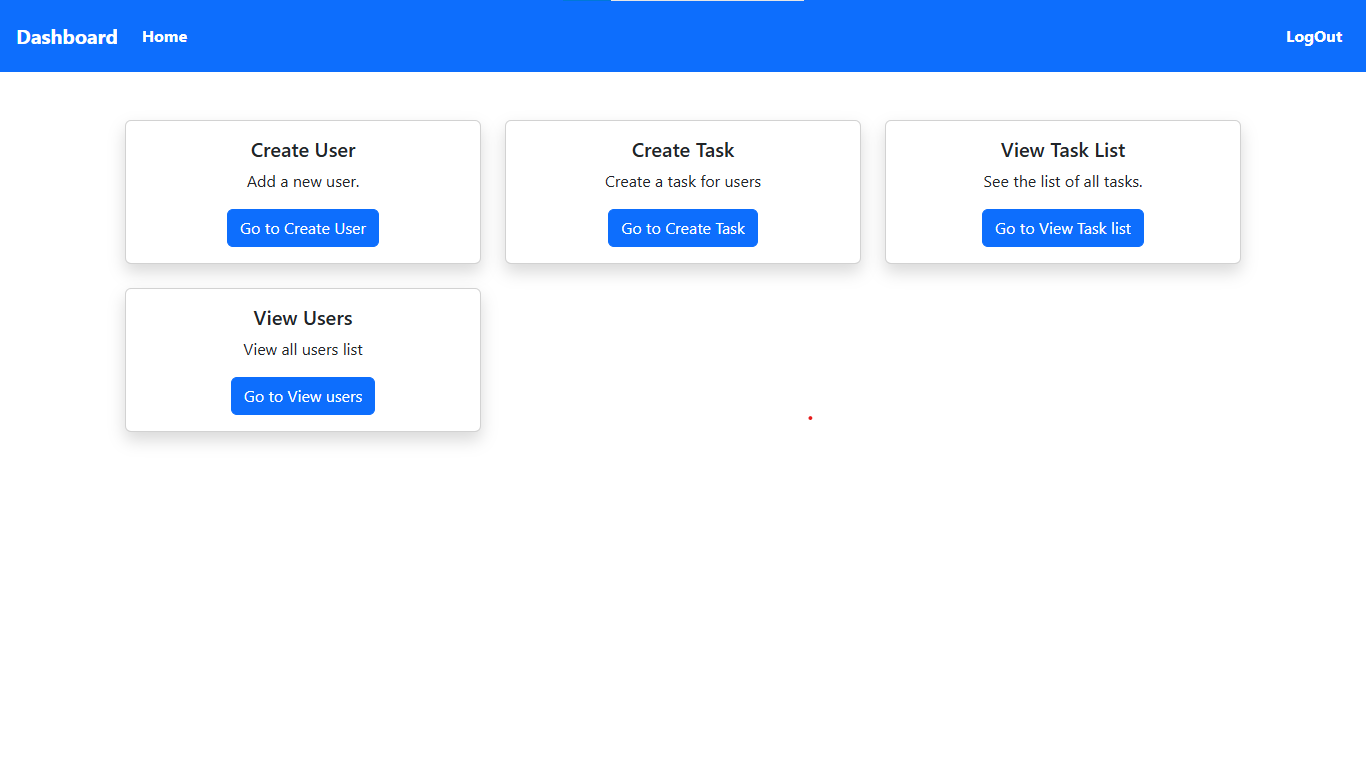 Dashboard Home LogOut
Create User
Add a new user.
Go to Create User
Create Task
Create a task for users
Go to Create Task
View Task List
See the list of all tasks.
Go to View Task list
View Users
View all users list
Go to View users